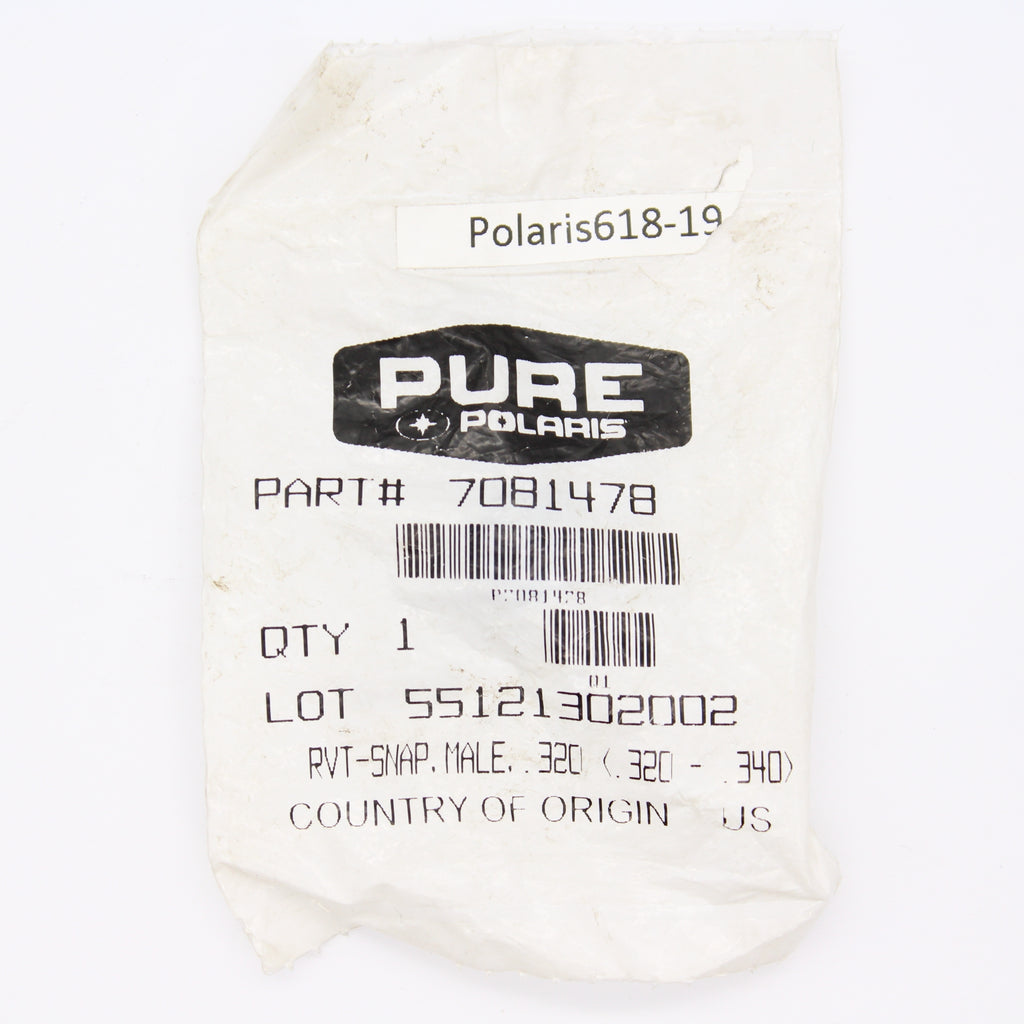 Polaris618-19
PURE
POLARIS
PART# 7081478
P7081478
QTY 1
01
LOT 55121302002
RVT-SNAP, MALE, .320 (.320 - .340)
COUNTRY OF ORIGIN US